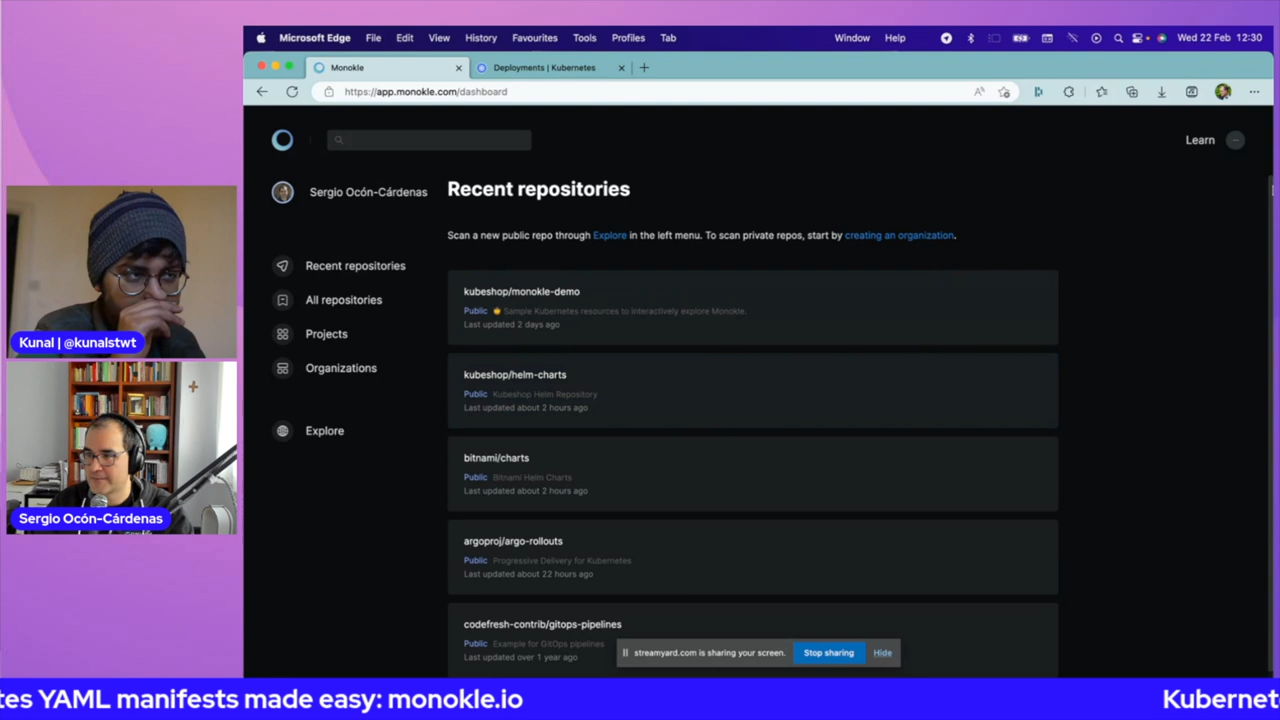 Microsoft Edge File Edit View History Favourites Tools Profiles Tab Window Help Wed 22 Feb 12:30
Monokle
Deployments | Kubernetes
https://app.monokle.com/dashboard
Learn
Sergio Ocón-Cárdenas
Recent repositories
Scan a new public repo through Explore in the left menu. To scan private repos, start by creating an organization.
Recent repositories
All repositories
Projects
Organizations
Explore
kubeshop/monokle-demo
Public Sample Kubernetes resources to interactively explore Monokle.
Last updated 2 days ago
kubeshop/helm-charts
Public Kubeshop Helm Repository
Last updated about 2 hours ago
bitnami/charts
Public Bitnami Helm Charts
Last updated about 2 hours ago
argoproj/argo-rollouts
Public Progressive Delivery for Kubernetes
Last updated about 22 hours ago
codefresh-contrib/gitops-pipelines
Public Example for GitOps pipelines
Last updated over 1 year ago
streamyard.com is sharing your screen. Stop sharing Hide
Kunal | @kunalstwt
Sergio Ocón-Cárdenas
tes YAML manifests made easy: monokle.io Kubernet